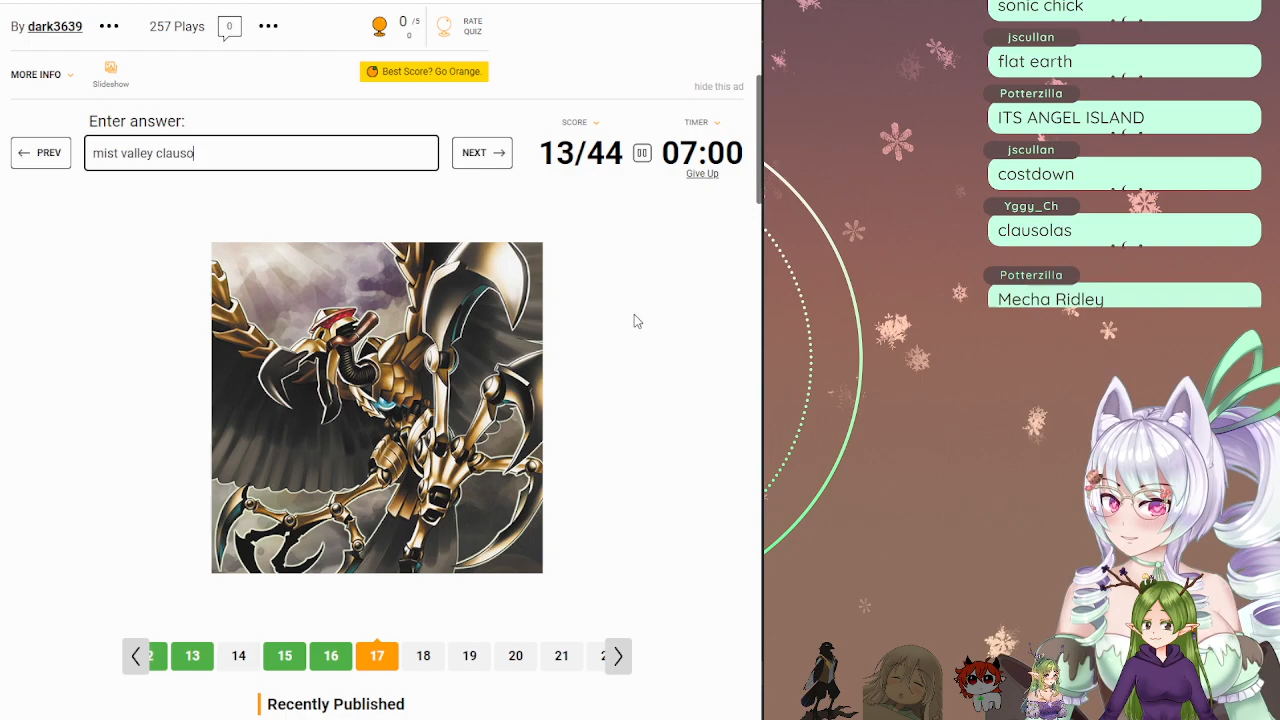 By dark3639 ••• 257 Plays 0 •••
0 /5
0
RATE
QUIZ
MORE INFO
Slideshow
Best Score? Go Orange.
hide this ad
Enter answer:
SCORE
TIMER
← PREV
mist valley clauso
NEXT →
13/44
07:00
Give Up
13 14 15 16 17 18 19 20 21
Recently Published
sonic chick
jscullan
flat earth
Potterzilla
ITS ANGEL ISLAND
jscullan
costdown
Yggy_Ch
clausolas
Potterzilla
Mecha Ridley